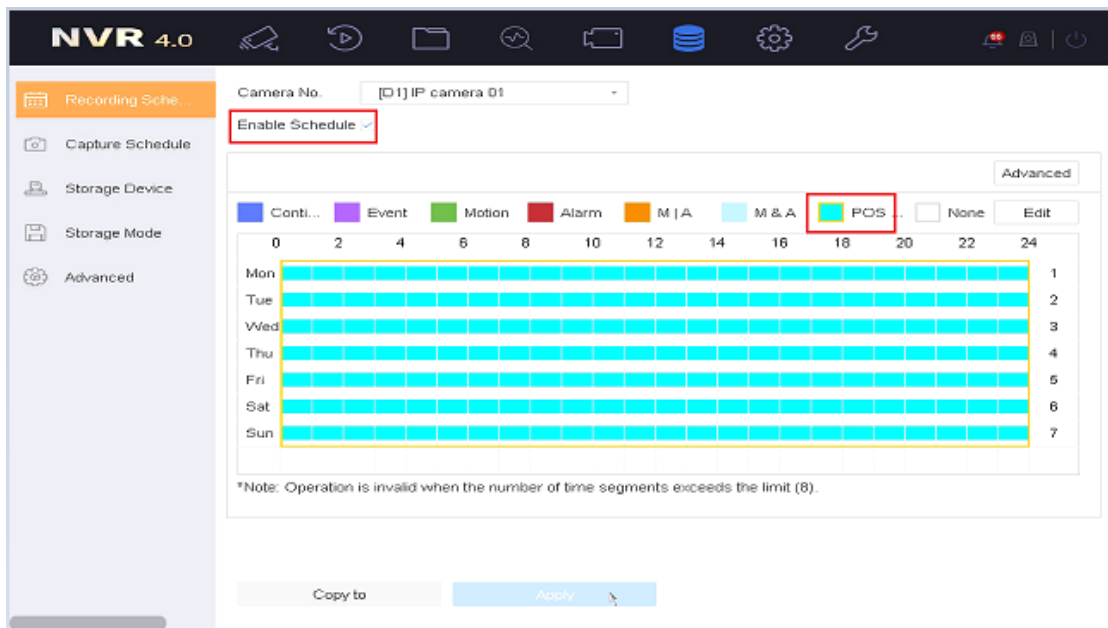 NVR 4.0
66
Recording Sche...
Capture Schedule
Storage Device
Storage Mode
Advanced
Camera No. [D1] IP camera 01
Enable Schedule
Advanced
Conti... Event Motion Alarm M | A M & A POS ... None Edit
0 2 4 6 8 10 12 14 16 18 20 22 24
Mon 1
Tue 2
Wed 3
Thu 4
Fri 5
Sat 6
Sun 7
*Note: Operation is invalid when the number of time segments exceeds the limit (8).
Copy to Apply